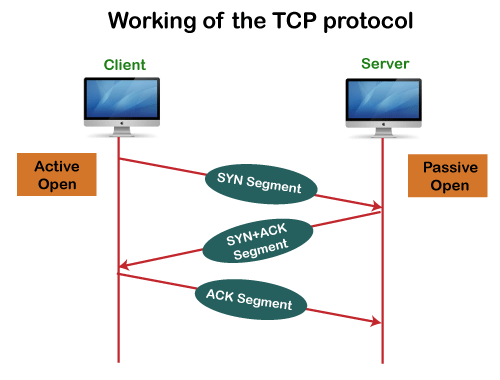 Working of the TCP protocol
Client
Server
Active
Open
Passive
Open
SYN Segment
SYN+ACK
Segment
ACK Segment